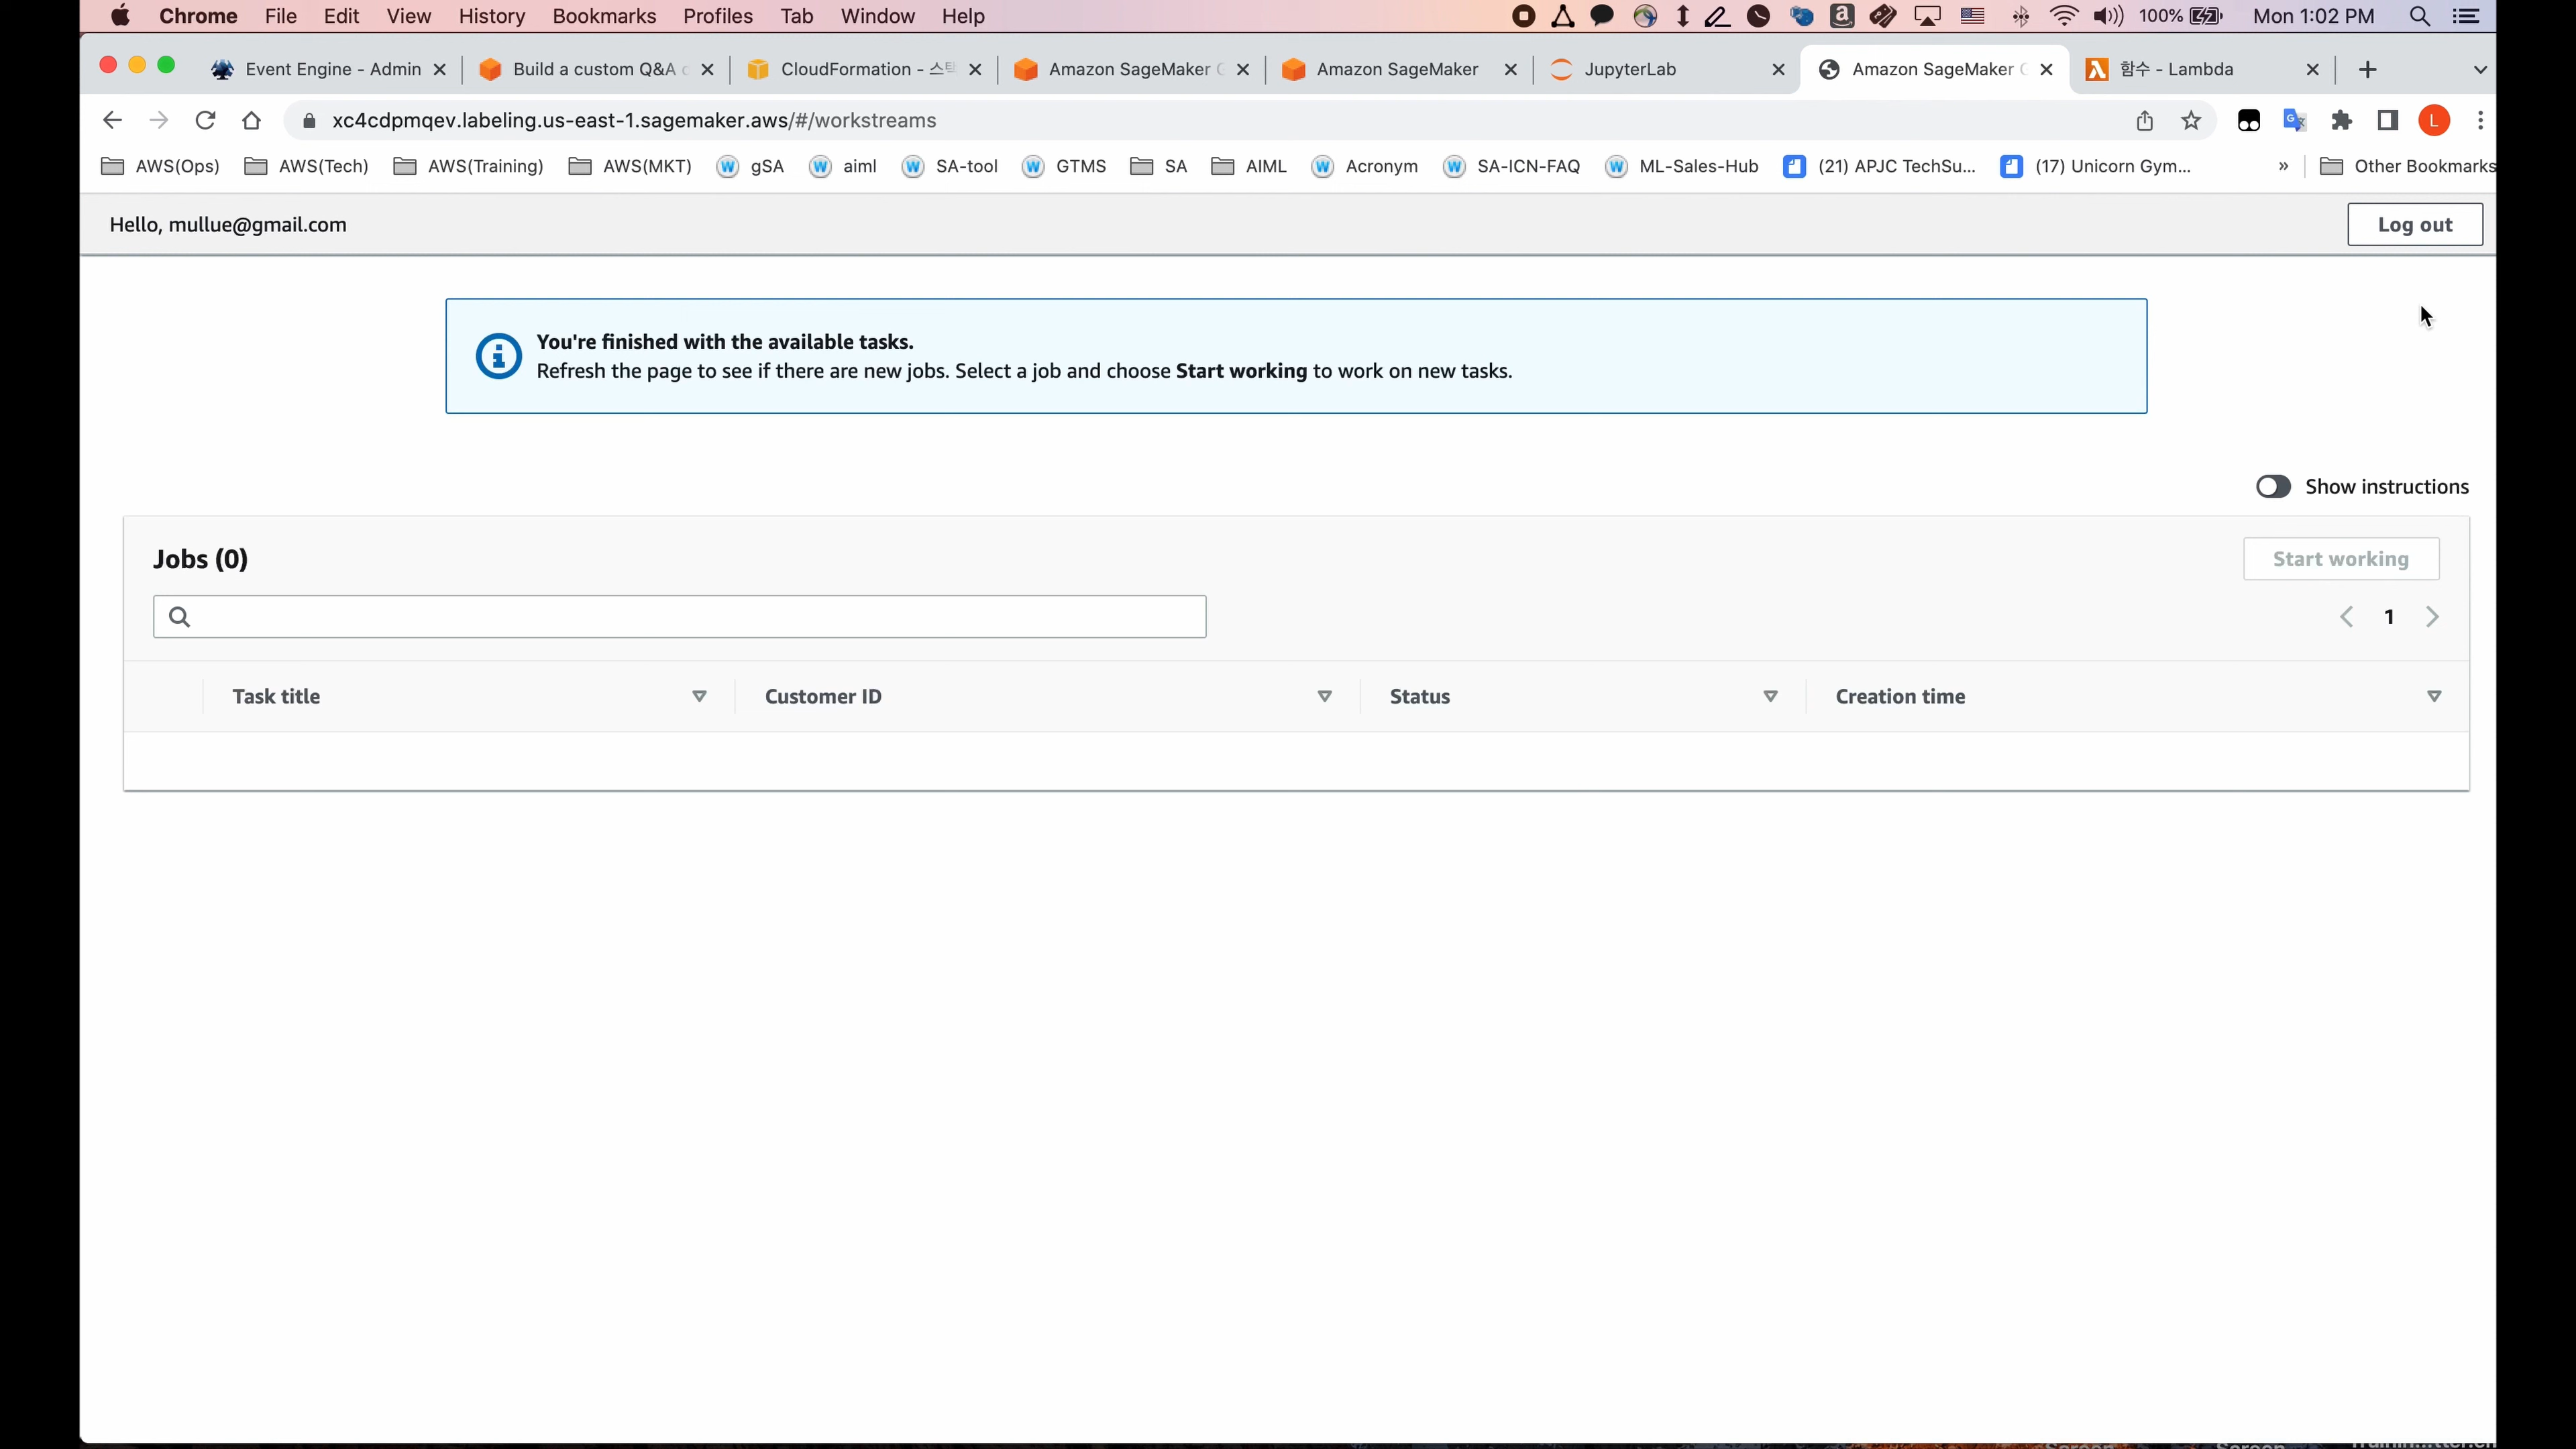 Chrome File Edit View History Bookmarks Profiles Tab Window Help 100% Mon 1:02 PM
Event Engine - Admin Build a custom Q&A CloudFormation - 스택 Amazon SageMaker Amazon SageMaker JupyterLab Amazon SageMaker 함수 - Lambda
xc4cdpmqev.labeling.us-east-1.sagemaker.aws/#/workstreams L
AWS(Ops) AWS(Tech) AWS(Training) AWS(MKT) gSA aiml SA-tool GTMS SA AIML Acronym SA-ICN-FAQ ML-Sales-Hub (21) APJC TechSu... (17) Unicorn Gym... » Other Bookmarks
Hello, mullue@gmail.com Log out
You're finished with the available tasks.
Refresh the page to see if there are new jobs. Select a job and choose Start working to work on new tasks.
Show instructions
Jobs (0) Start working
1
Task title Customer ID Status Creation time